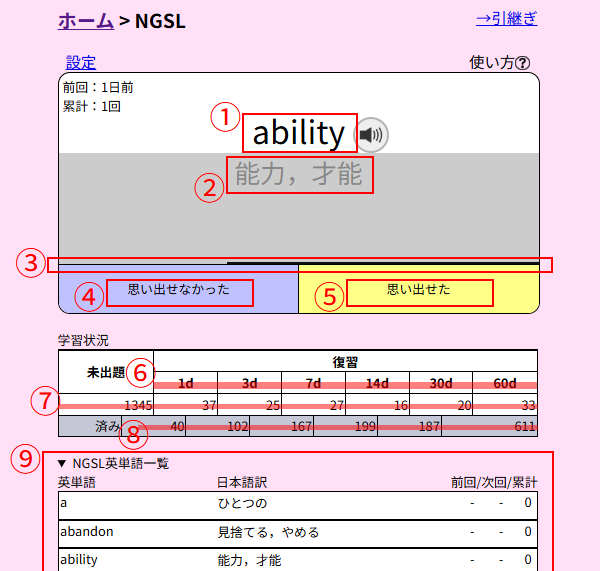 ホーム > NGSL
→引継ぎ
設定
使い方?
前回：1日前
累計：1回
① ability
② 能力，才能
③
④ 思い出せなかった
⑤ 思い出せた
学習状況
未出題 ⑥ 復習
1d 3d 7d 14d 30d 60d
⑦ 1345 37 25 27 16 20 33
済み ⑧ 40 102 167 199 187 611
⑨ ▼ NGSL英単語一覧
英単語 日本語訳 前回/次回/累計
a ひとつの - - 0
abandon 見捨てる，やめる - - 0
ability 能力，才能 - - 0